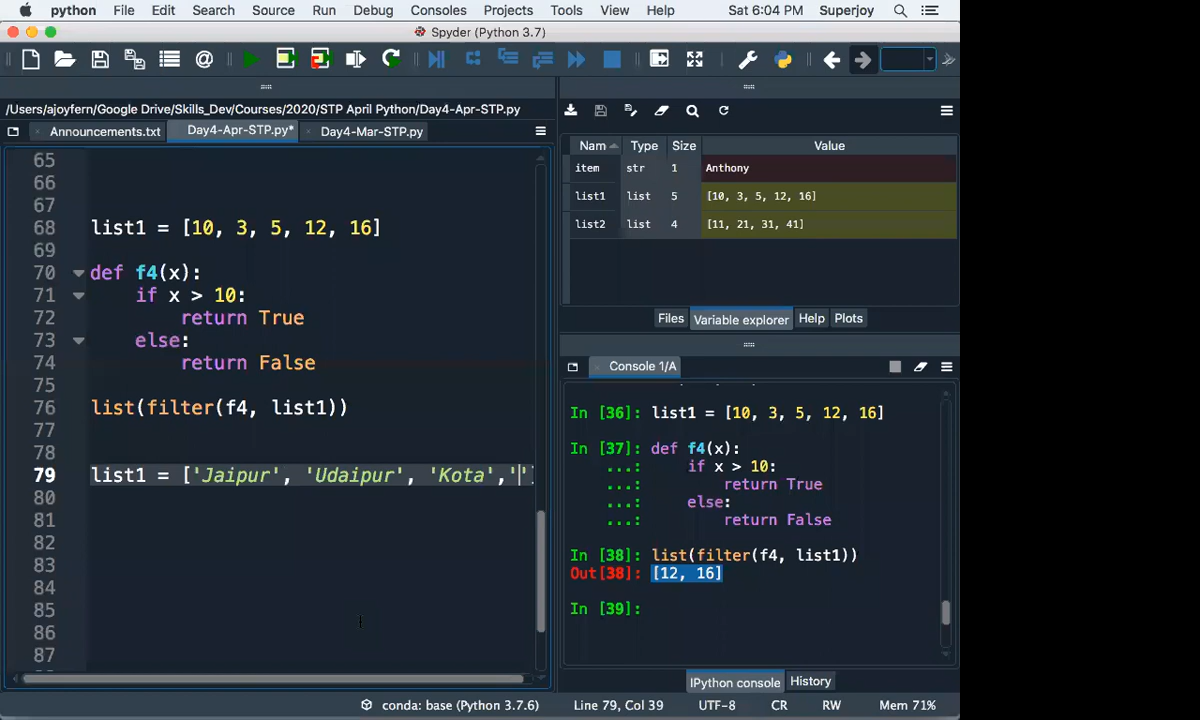 python File Edit Search Source Run Debug Consoles Projects Tools View Help Sat 6:04 PM Superjoy
Spyder (Python 3.7)
/Users/ajoyfern/Google Drive/Skills_Dev/Courses/2020/STP April Python/Day4-Apr-STP.py
Announcements.txt Day4-Apr-STP.py* Day4-Mar-STP.py
65
66
67
68 list1 = [10, 3, 5, 12, 16]
69
70 def f4(x):
71 if x > 10:
72 return True
73 else:
74 return False
75
76 list(filter(f4, list1))
77
78
79 list1 = ['Jaipur', 'Udaipur', 'Kota',''
80
81
82
83
84
85
86
87
Nam Type Size Value
item str 1 Anthony
list1 list 5 [10, 3, 5, 12, 16]
list2 list 4 [11, 21, 31, 41]
Files Variable explorer Help Plots
Console 1/A
In [36]: list1 = [10, 3, 5, 12, 16]
In [37]: def f4(x):
...: if x > 10:
...: return True
...: else:
...: return False
In [38]: list(filter(f4, list1))
Out[38]: [12, 16]
In [39]:
IPython console History
conda: base (Python 3.7.6) Line 79, Col 39 UTF-8 CR RW Mem 71%